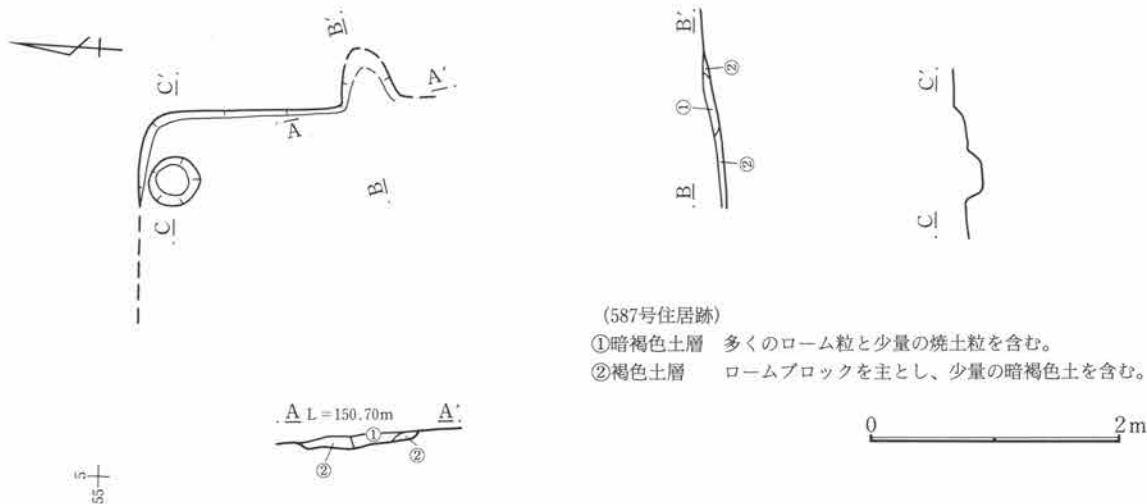 B′
C′
A′
A
B
C
B′
②
①
②
B
C′
C
(587号住居跡)
①暗褐色土層 多くのローム粒と少量の焼土粒を含む。
②褐色土層 ロームブロックを主とし、少量の暗褐色土を含む。
A L=150.70m A′
①
② ②
0 2m
5
55